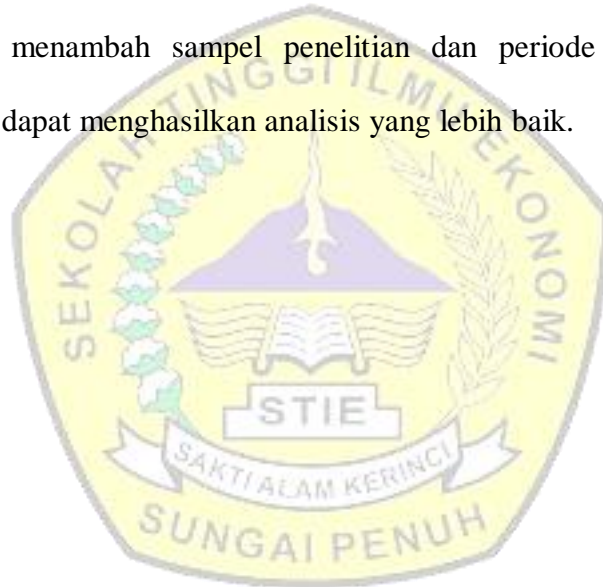 menambah sampel penelitian dan periode
dapat menghasilkan analisis yang lebih baik.
SEKOLAH TINGGI ILMU EKONOMI
STIE
SAKTI ALAM KERINCI
SUNGAI PENUH